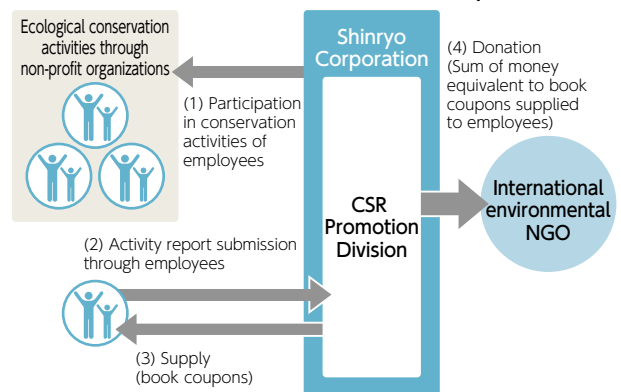 Ecological conservation
activities through
non-profit organizations
Shinryo
Corporation
(4) Donation
(Sum of money
equivalent to book
coupons supplied
to employees)
(1) Participation
in conservation
activities of
employees
CSR
Promotion
Division
International
environmental
NGO
(2) Activity report submission
through employees
(3) Supply
(book coupons)